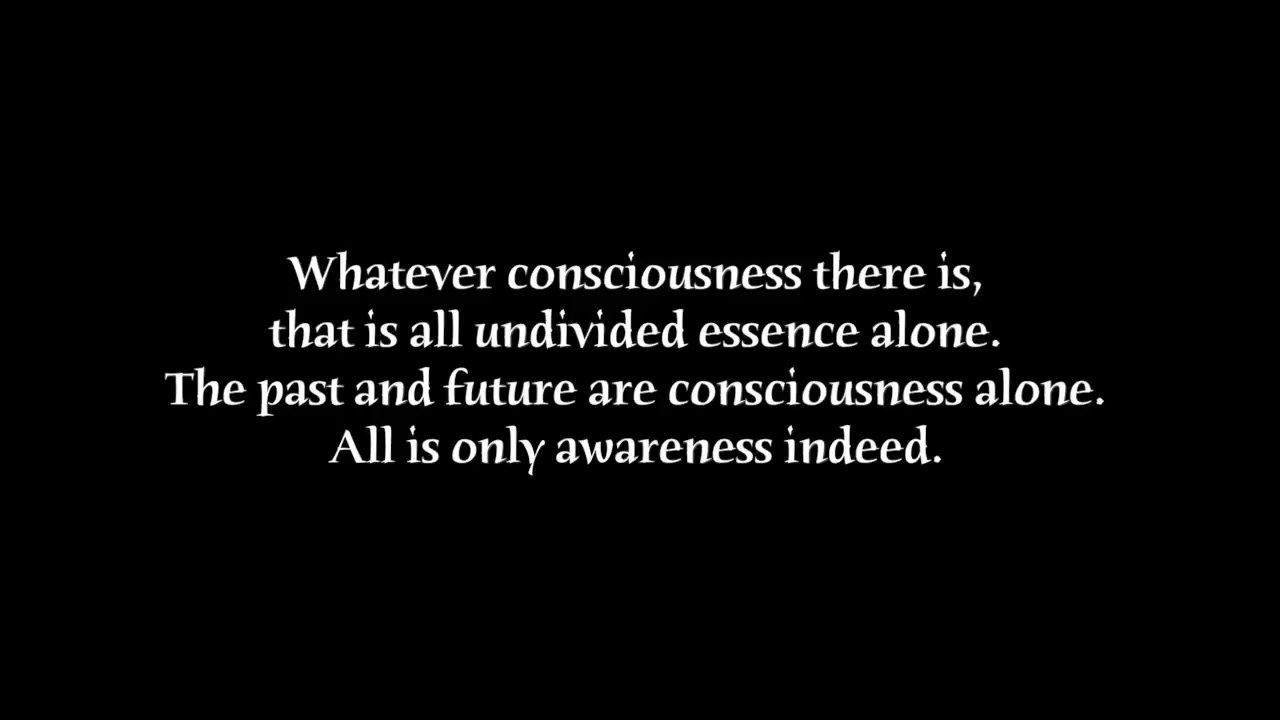 Whatever consciousness there is,
that is all undivided essence alone.
The past and future are consciousness alone.
All is only awareness indeed.